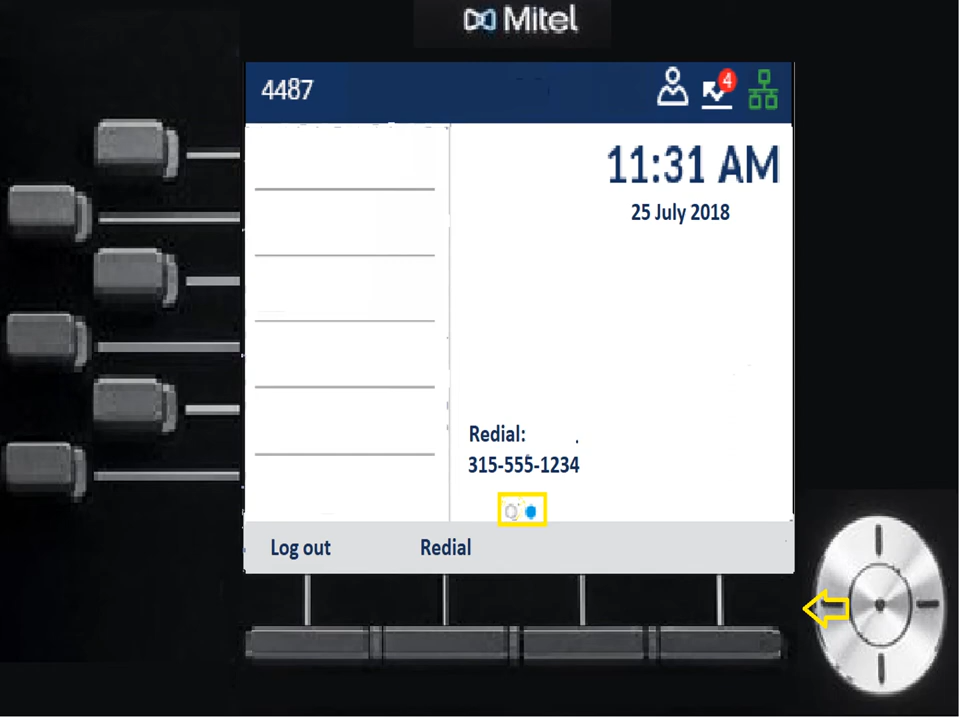 Mitel
4487
4
11:31 AM
25 July 2018
Redial:
315-555-1234
Log out
Redial